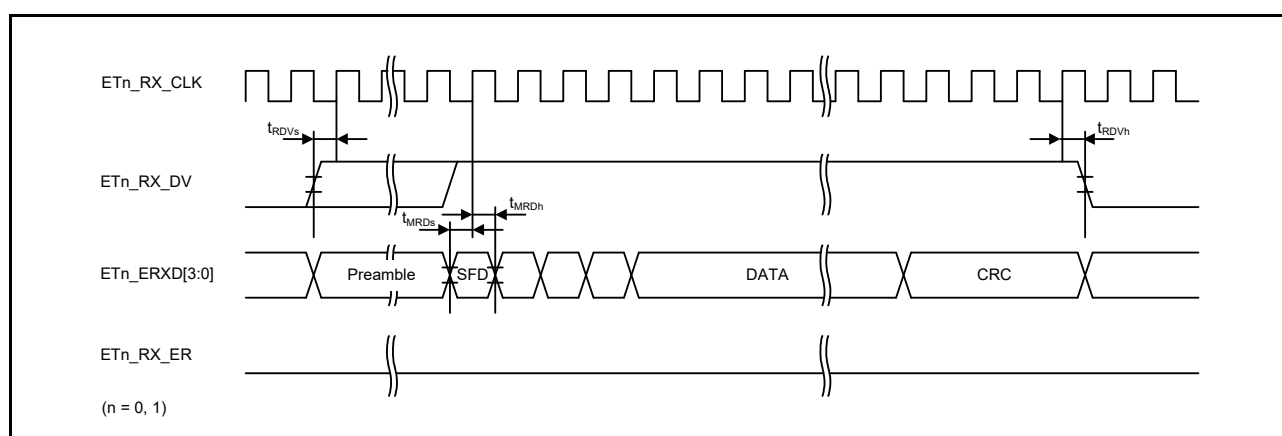 ETn_RX_CLK
tRDVs
tRDVh
ETn_RX_DV
tMRDs
tMRDh
ETn_ERXD[3:0]
Preamble
SFD
DATA
CRC
ETn_RX_ER
(n = 0, 1)